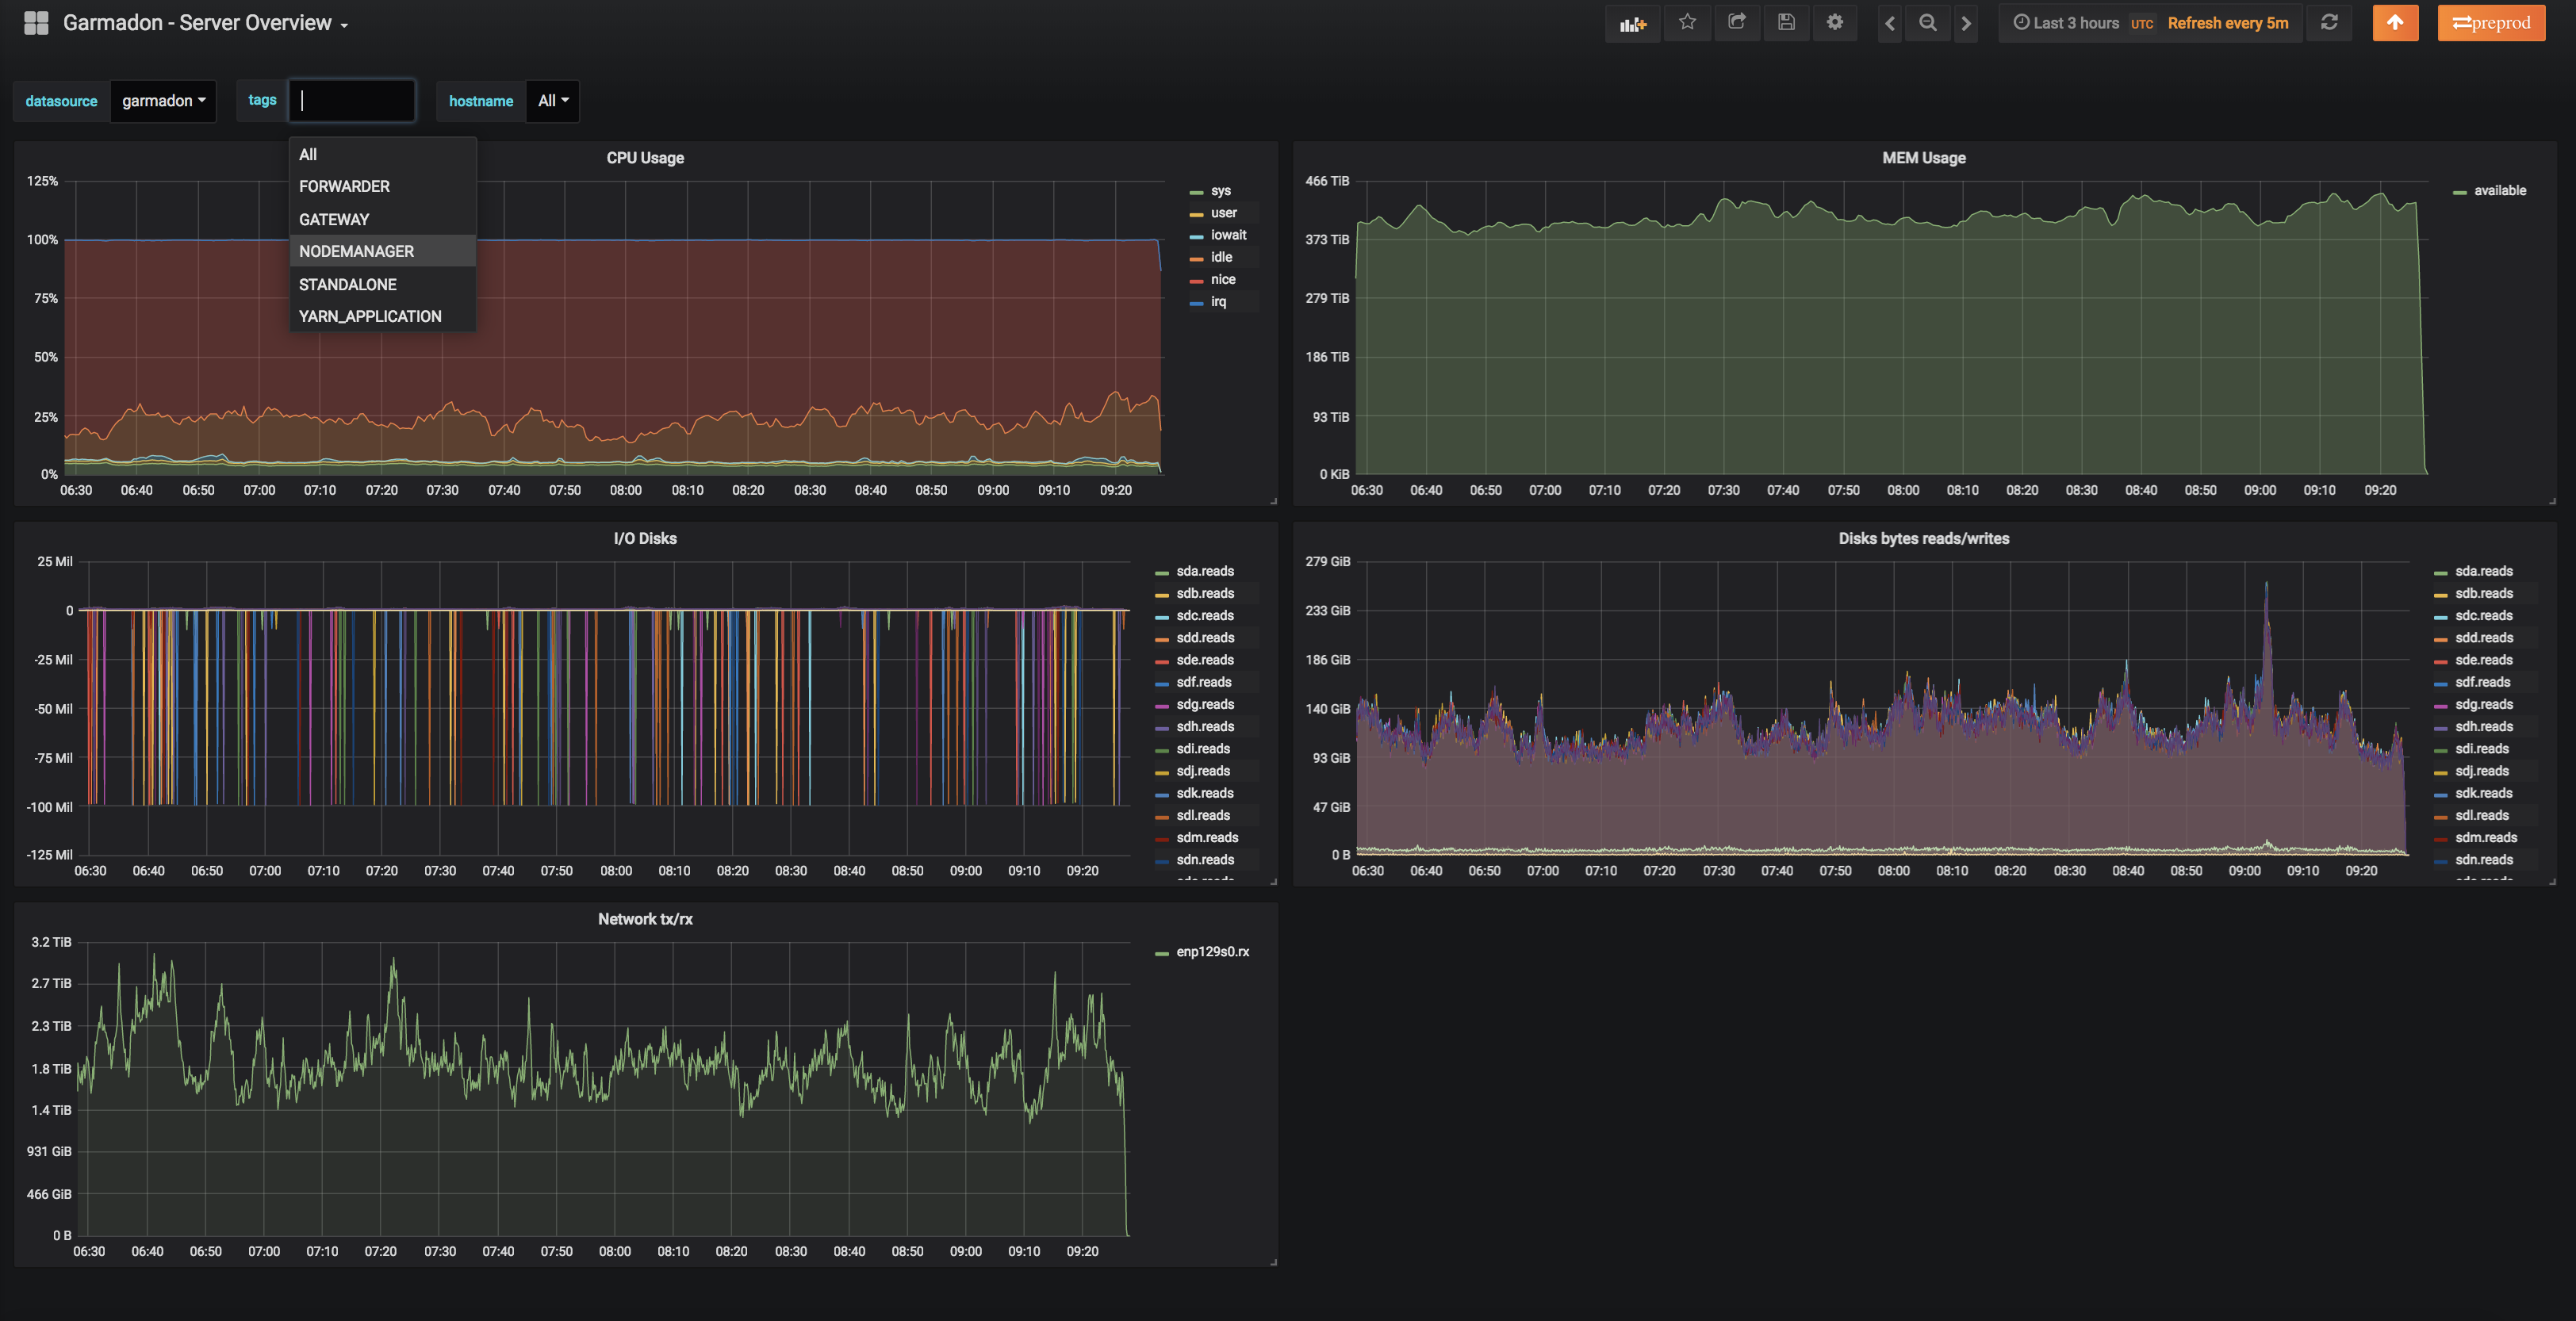 Garmadon - Server Overview
Last 3 hours UTC Refresh every 5m
preprod
datasource garmadon tags hostname All
All
FORWARDER
GATEWAY
NODEMANAGER
STANDALONE
YARN_APPLICATION
CPU Usage
125%
100%
75%
50%
25%
0%
06:30 06:40 06:50 07:00 07:10 07:20 07:30 07:40 07:50 08:00 08:10 08:20 08:30 08:40 08:50 09:00 09:10 09:20
sys
user
iowait
idle
nice
irq
MEM Usage
466 TiB
373 TiB
279 TiB
186 TiB
93 TiB
0 KiB
06:30 06:40 06:50 07:00 07:10 07:20 07:30 07:40 07:50 08:00 08:10 08:20 08:30 08:40 08:50 09:00 09:10 09:20
available
I/O Disks
25 Mil
0
-25 Mil
-50 Mil
-75 Mil
-100 Mil
-125 Mil
06:30 06:40 06:50 07:00 07:10 07:20 07:30 07:40 07:50 08:00 08:10 08:20 08:30 08:40 08:50 09:00 09:10 09:20
sda.reads
sdb.reads
sdc.reads
sdd.reads
sde.reads
sdf.reads
sdg.reads
sdh.reads
sdi.reads
sdj.reads
sdk.reads
sdl.reads
sdm.reads
sdn.reads
Disks bytes reads/writes
279 GiB
233 GiB
186 GiB
140 GiB
93 GiB
47 GiB
0 B
06:30 06:40 06:50 07:00 07:10 07:20 07:30 07:40 07:50 08:00 08:10 08:20 08:30 08:40 08:50 09:00 09:10 09:20
sda.reads
sdb.reads
sdc.reads
sdd.reads
sde.reads
sdf.reads
sdg.reads
sdh.reads
sdi.reads
sdj.reads
sdk.reads
sdl.reads
sdm.reads
sdn.reads
Network tx/rx
3.2 TiB
2.7 TiB
2.3 TiB
1.8 TiB
1.4 TiB
931 GiB
466 GiB
0 B
06:30 06:40 06:50 07:00 07:10 07:20 07:30 07:40 07:50 08:00 08:10 08:20 08:30 08:40 08:50 09:00 09:10 09:20
enp129s0.rx